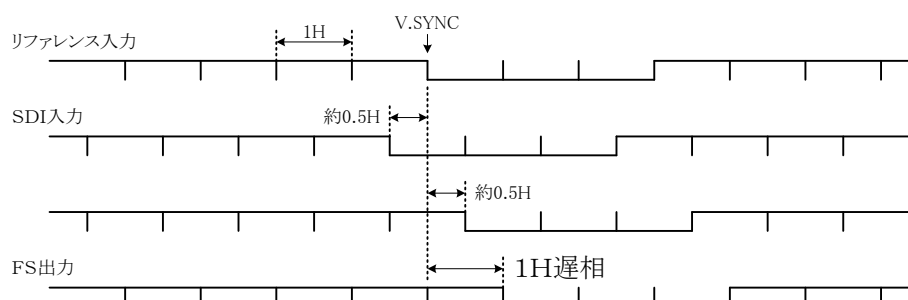 V.SYNC
リファレンス入力
1H
SDI入力
約0.5H
約0.5H
FS出力
1H遅相